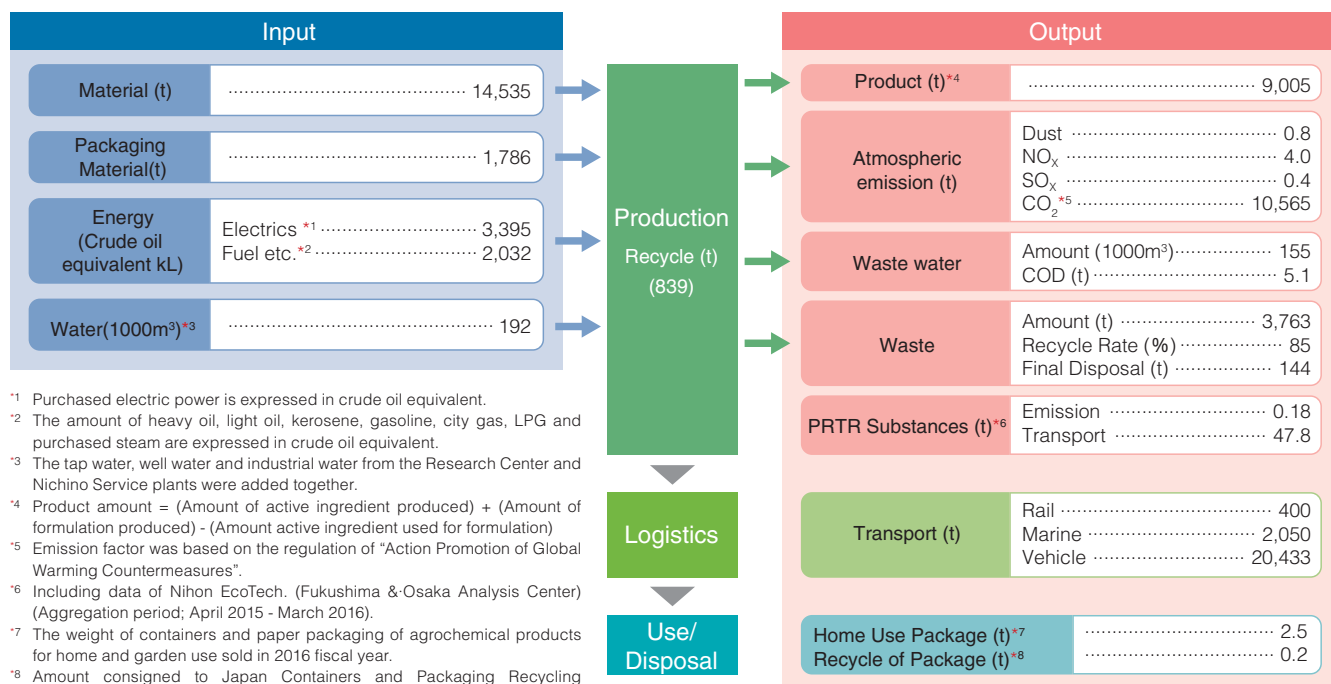 Input
Material (t) ........................................ 14,535
Packaging
Material(t) ........................................ 1,786
Energy
(Crude oil
equivalent kL)
Electrics *1 ........................... 3,395
Fuel etc.*2 ........................... 2,032
Water(1000m³)*3 ........................................ 192
Production
Recycle (t)
(839)
Logistics
Use/
Disposal
Output
Product (t)*4 ........................ 9,005
Atmospheric
emission (t)
Dust ................................... 0.8
NOX ................................... 4.0
SOX ................................... 0.4
CO2*5 ............................ 10,565
Waste water
Amount (1000m³) ............. 155
COD (t) ............................... 5.1
Waste
Amount (t) ....................... 3,763
Recycle Rate (%) ................. 85
Final Disposal (t) ................ 144
PRTR Substances (t)*6
Emission .......................... 0.18
Transport ......................... 47.8
Transport (t)
Rail ................................... 400
Marine ............................ 2,050
Vehicle ......................... 20,433
Home Use Package (t)*7 ................................ 2.5
Recycle of Package (t)*8 ................................ 0.2
*1 Purchased electric power is expressed in crude oil equivalent.
*2 The amount of heavy oil, light oil, kerosene, gasoline, city gas, LPG and
purchased steam are expressed in crude oil equivalent.
*3 The tap water, well water and industrial water from the Research Center and
Nichino Service plants were added together.
*4 Product amount = (Amount of active ingredient produced) + (Amount of
formulation produced) - (Amount active ingredient used for formulation)
*5 Emission factor was based on the regulation of “Action Promotion of Global
Warming Countermeasures”.
*6 Including data of Nihon EcoTech. (Fukushima &·Osaka Analysis Center)
(Aggregation period; April 2015 - March 2016).
*7 The weight of containers and paper packaging of agrochemical products
for home and garden use sold in 2016 fiscal year.
*8 Amount consigned to Japan Containers and Packaging Recycling